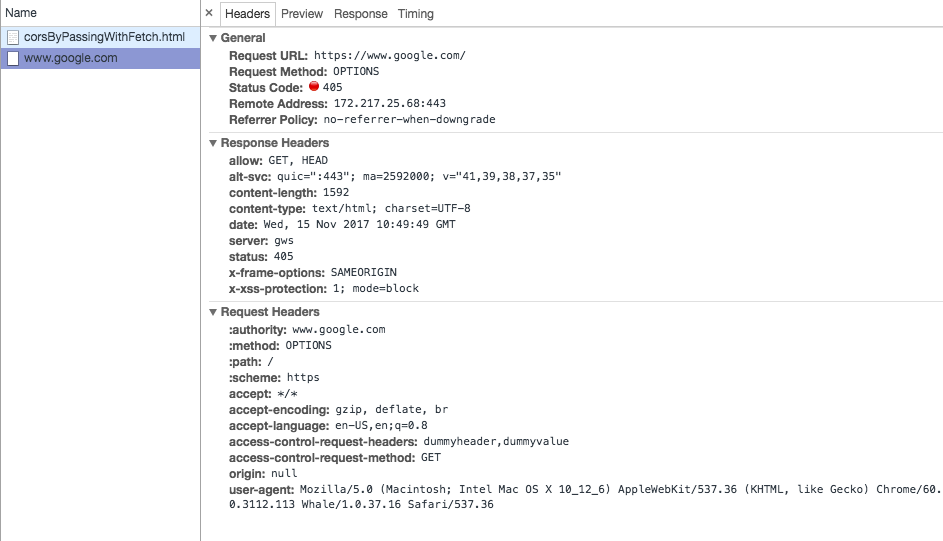 Name
× Headers Preview Response Timing
corsByPassingWithFetch.html
www.google.com
▼ General
Request URL: https://www.google.com/
Request Method: OPTIONS
Status Code: 405
Remote Address: 172.217.25.68:443
Referrer Policy: no-referrer-when-downgrade
▼ Response Headers
allow: GET, HEAD
alt-svc: quic=":443"; ma=2592000; v="41,39,38,37,35"
content-length: 1592
content-type: text/html; charset=UTF-8
date: Wed, 15 Nov 2017 10:49:49 GMT
server: gws
status: 405
x-frame-options: SAMEORIGIN
x-xss-protection: 1; mode=block
▼ Request Headers
:authority: www.google.com
:method: OPTIONS
:path: /
:scheme: https
accept: */*
accept-encoding: gzip, deflate, br
accept-language: en-US,en;q=0.8
access-control-request-headers: dummyheader,dummyvalue
access-control-request-method: GET
origin: null
user-agent: Mozilla/5.0 (Macintosh; Intel Mac OS X 10_12_6) AppleWebKit/537.36 (KHTML, like Gecko) Chrome/60.
0.3112.113 Whale/1.0.37.16 Safari/537.36